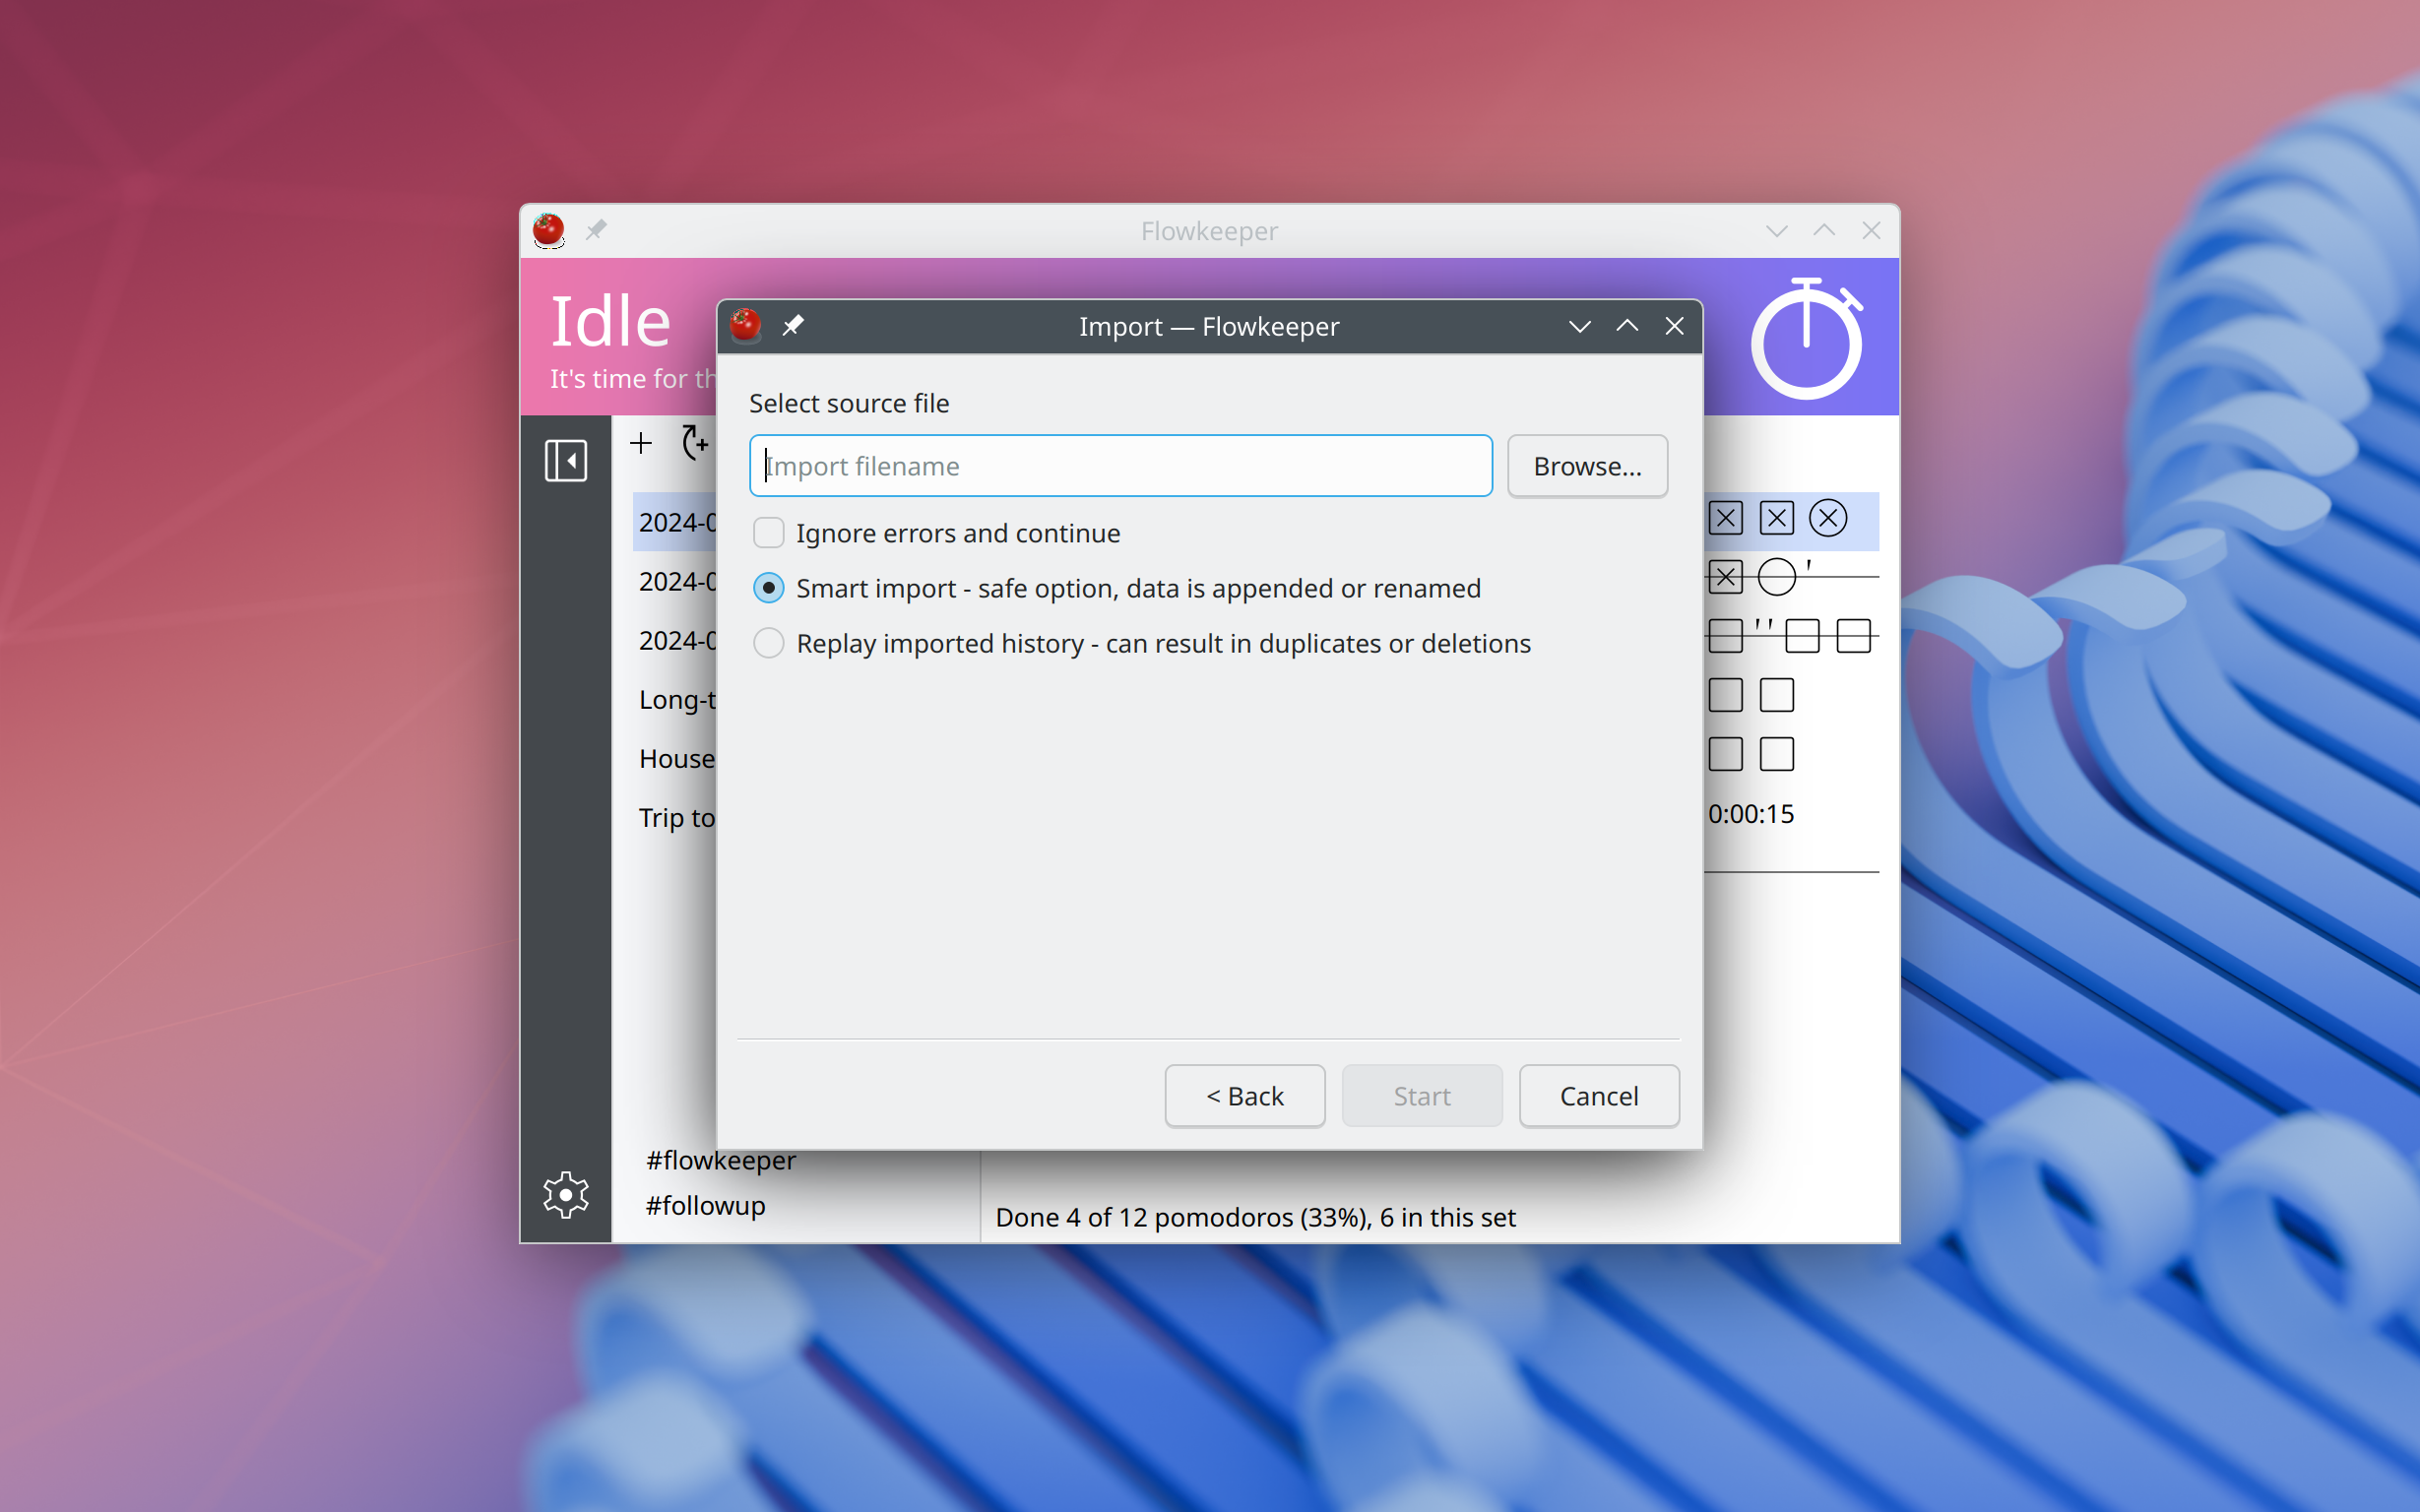 Flowkeeper
Idle
It's time for th
Import — Flowkeeper
Select source file
Import filename
Browse...
Ignore errors and continue
Smart import - safe option, data is appended or renamed
Replay imported history - can result in duplicates or deletions
2024-0
2024-0
2024-0
Long-t
House
Trip to
0:00:15
< Back
Start
Cancel
#flowkeeper
#followup
Done 4 of 12 pomodoros (33%), 6 in this set